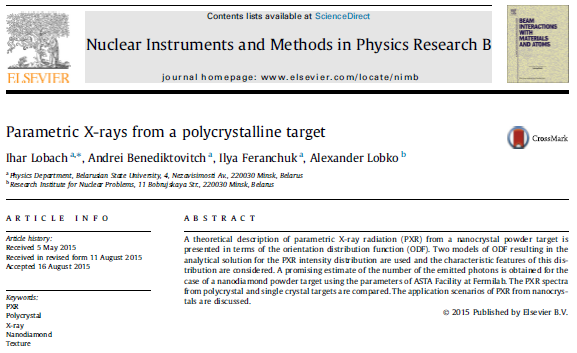 Contents lists available at ScienceDirect
Nuclear Instruments and Methods in Physics Research B
journal homepage: www.elsevier.com/locate/nimb
ELSEVIER
BEAM
INTERACTIONS
WITH
MATERIALS
AND ATOMS
Parametric X-rays from a polycrystalline target
CrossMark
Ihar Lobach a,*, Andrei Benediktovitch a, Ilya Feranchuk a, Alexander Lobko b
a Physics Department, Belarusian State University, 4, Nezavisimosti Av., 220030 Minsk, Belarus
b Research Institute for Nuclear Problems, 11 Bobrujskaya Str., 220030 Minsk, Belarus
ARTICLE INFO
Article history:
Received 5 May 2015
Received in revised form 11 August 2015
Accepted 16 August 2015
Keywords:
PXR
Polycrystal
X-ray
Nanodiamond
Texture
ABSTRACT
A theoretical description of parametric X-ray radiation (PXR) from a nanocrystal powder target is
presented in terms of the orientation distribution function (ODF). Two models of ODF resulting in the
analytical solution for the PXR intensity distribution are used and the characteristic features of this dis-
tribution are considered. A promising estimate of the number of the emitted photons is obtained for the
case of a nanodiamond powder target using the parameters of ASTA Facility at Fermilab. The PXR spectra
from polycrystal and single crystal targets are compared. The application scenarios of PXR from nanocrys-
tals are discussed.
© 2015 Published by Elsevier B.V.